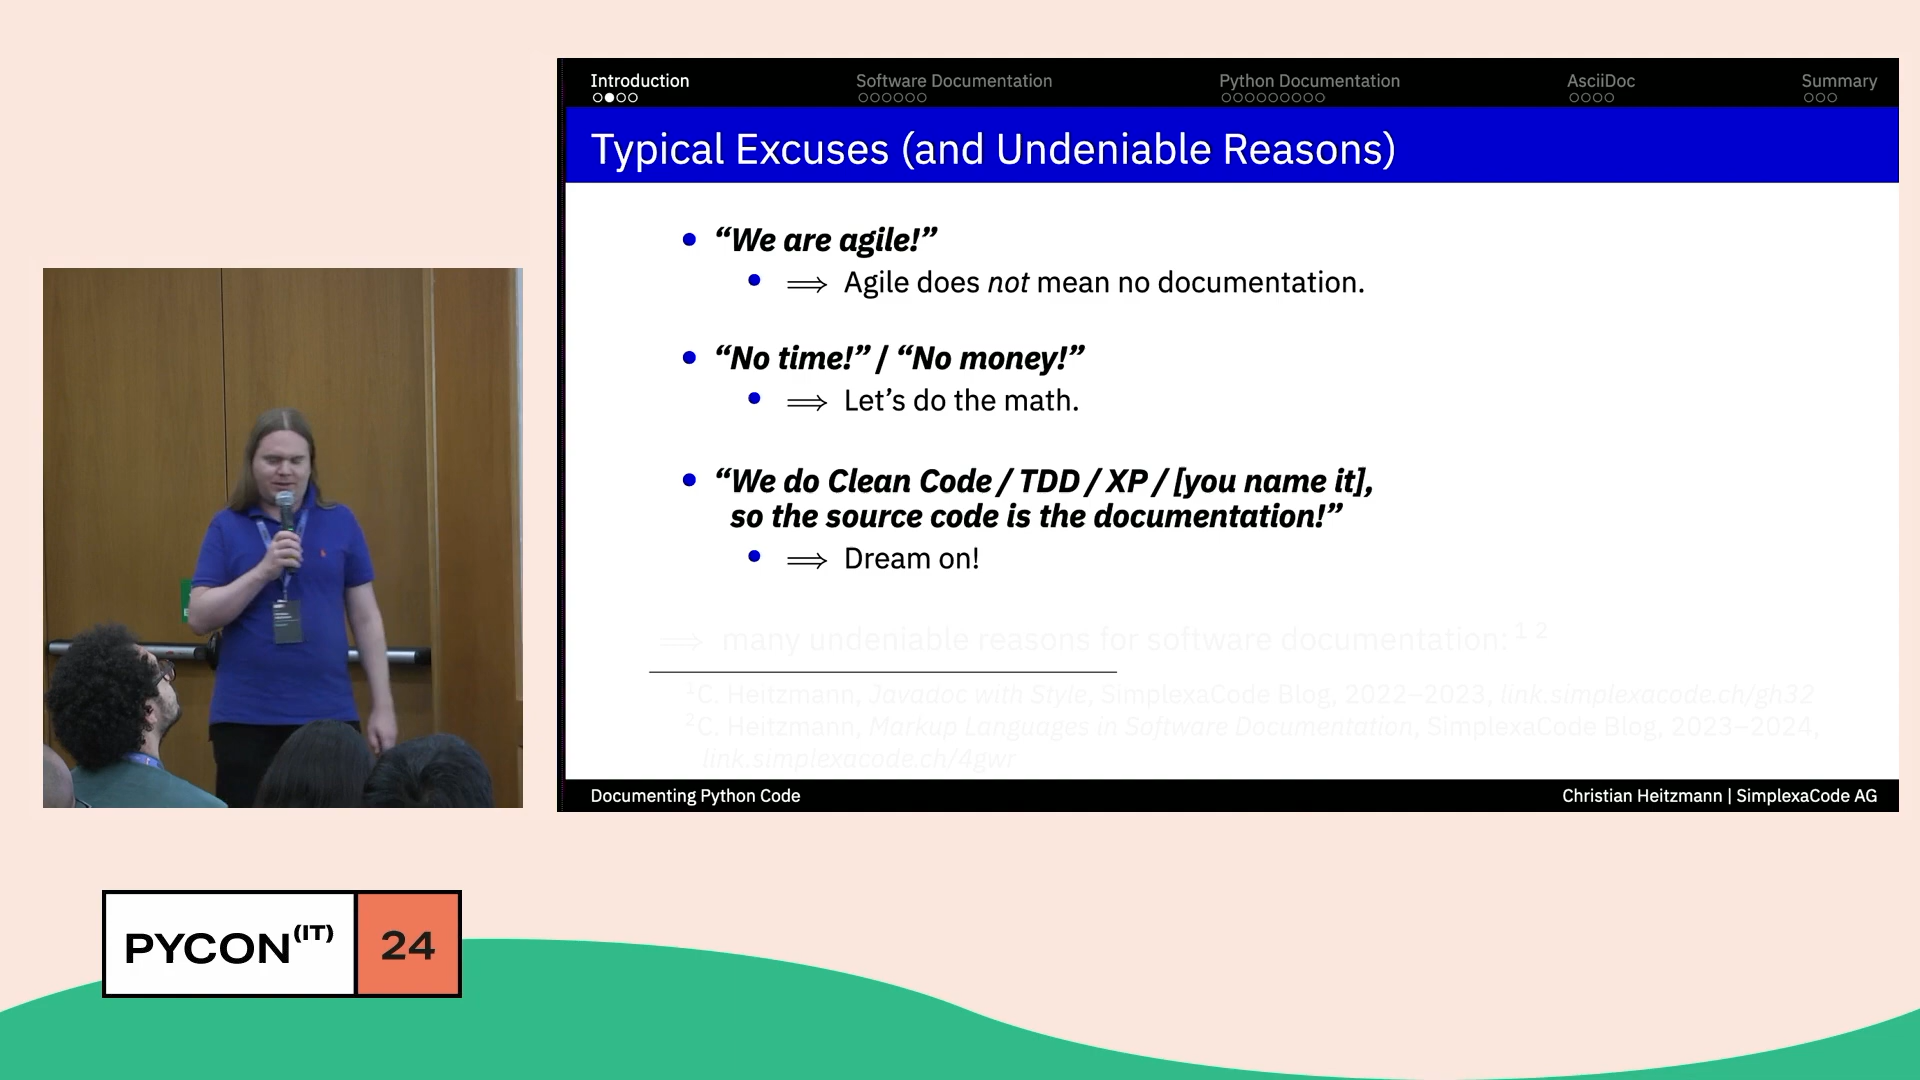 Introduction
Software Documentation
Python Documentation
AsciiDoc
Summary
Typical Excuses (and Undeniable Reasons)
“We are agile!”
⟹ Agile does not mean no documentation.
“No time!” / “No money!”
⟹ Let’s do the math.
“We do Clean Code / TDD / XP / [you name it],
so the source code is the documentation!”
⟹ Dream on!
⟹ many undeniable reasons for software documentation: 1 2
1C. Heitzmann, Javadoc with Style, SimplexaCode Blog, 2022–2023, link.simplexacode.ch/gh32
2C. Heitzmann, Markup Languages in Software Documentation, SimplexaCode Blog, 2023–2024,
link.simplexacode.ch/4gwr
Documenting Python Code
Christian Heitzmann | SimplexaCode AG
PYCON(IT) 24